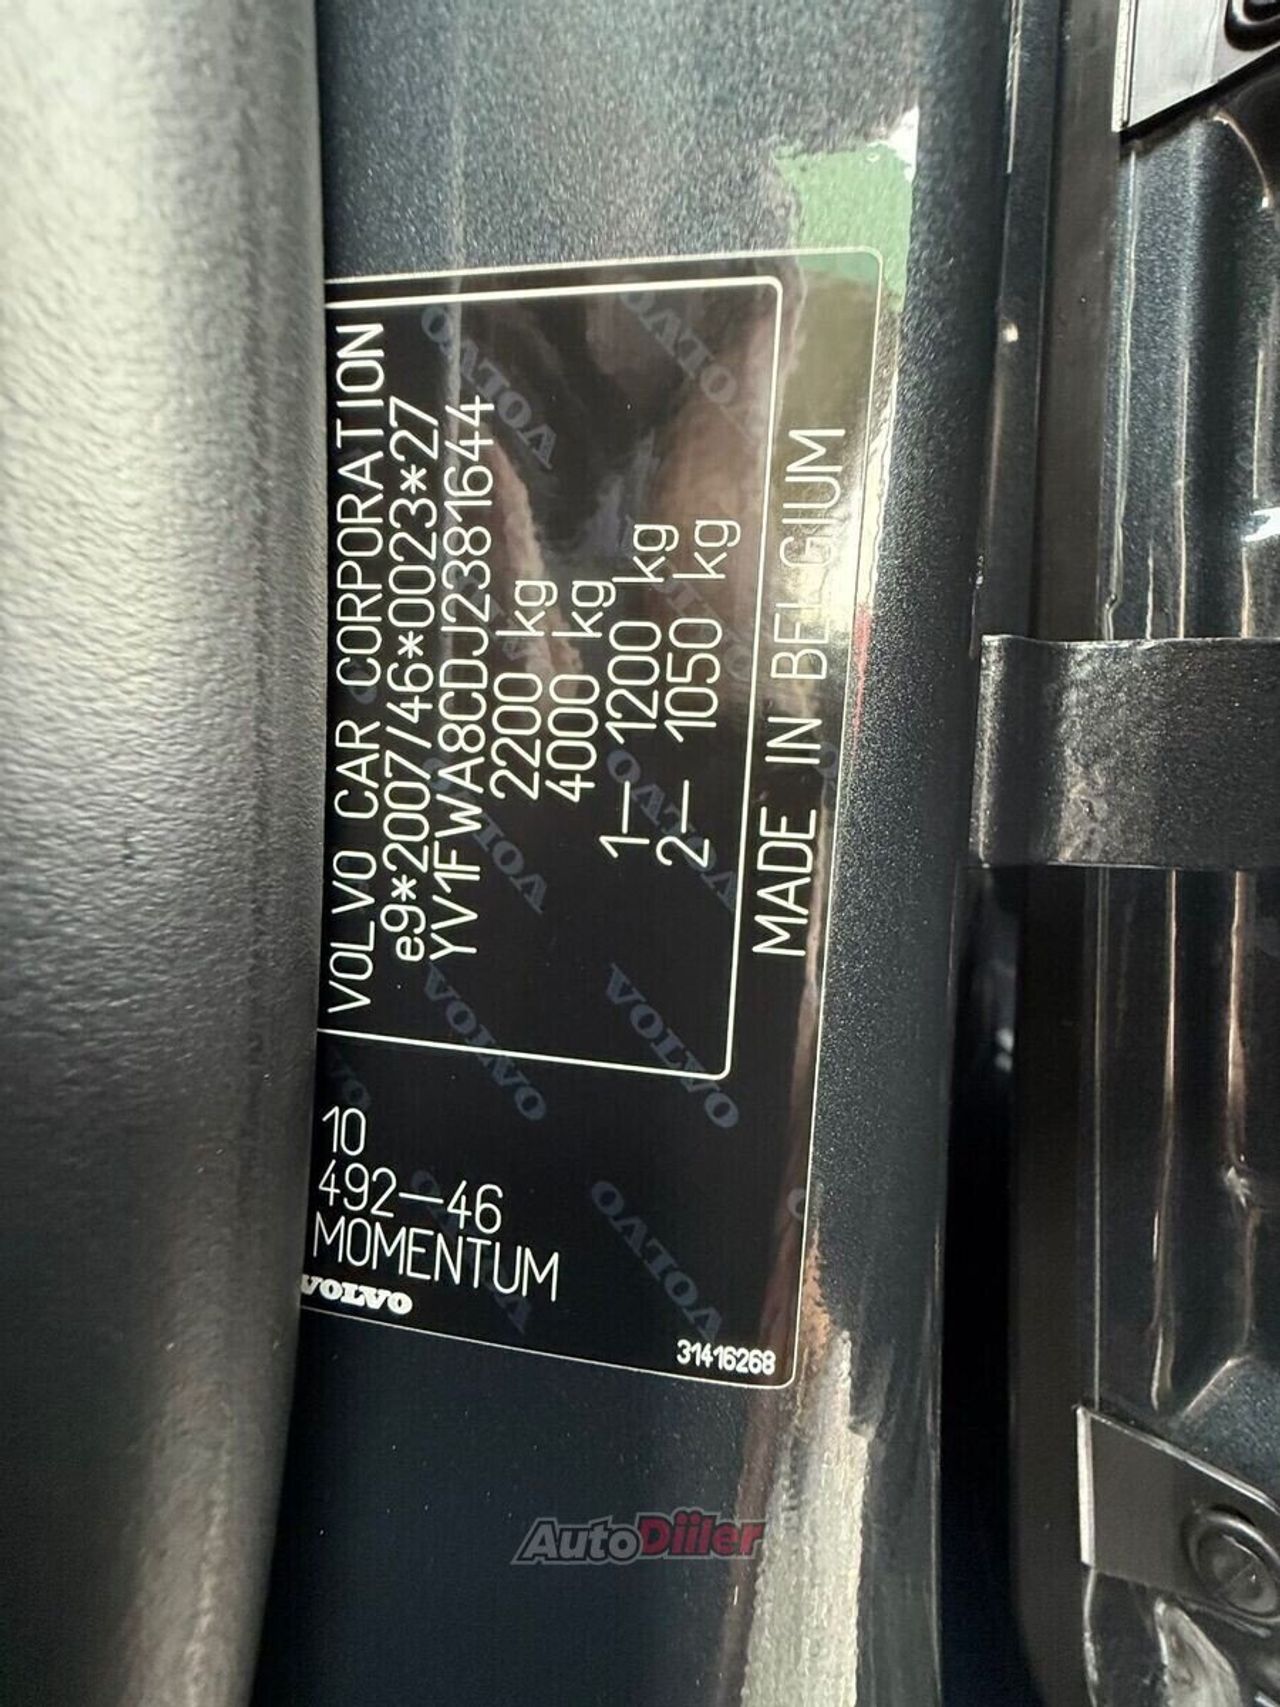 VOLVO CAR CORPORATION
e9*2007/46*0023*27
YV1FWA8CDJ2381644
2200 kg
4000 kg
1— 1200 kg
2— 1050 kg
MADE IN BELGIUM
10
492—46
MOMENTUM
VOLVO
31416268
AutoDiiler